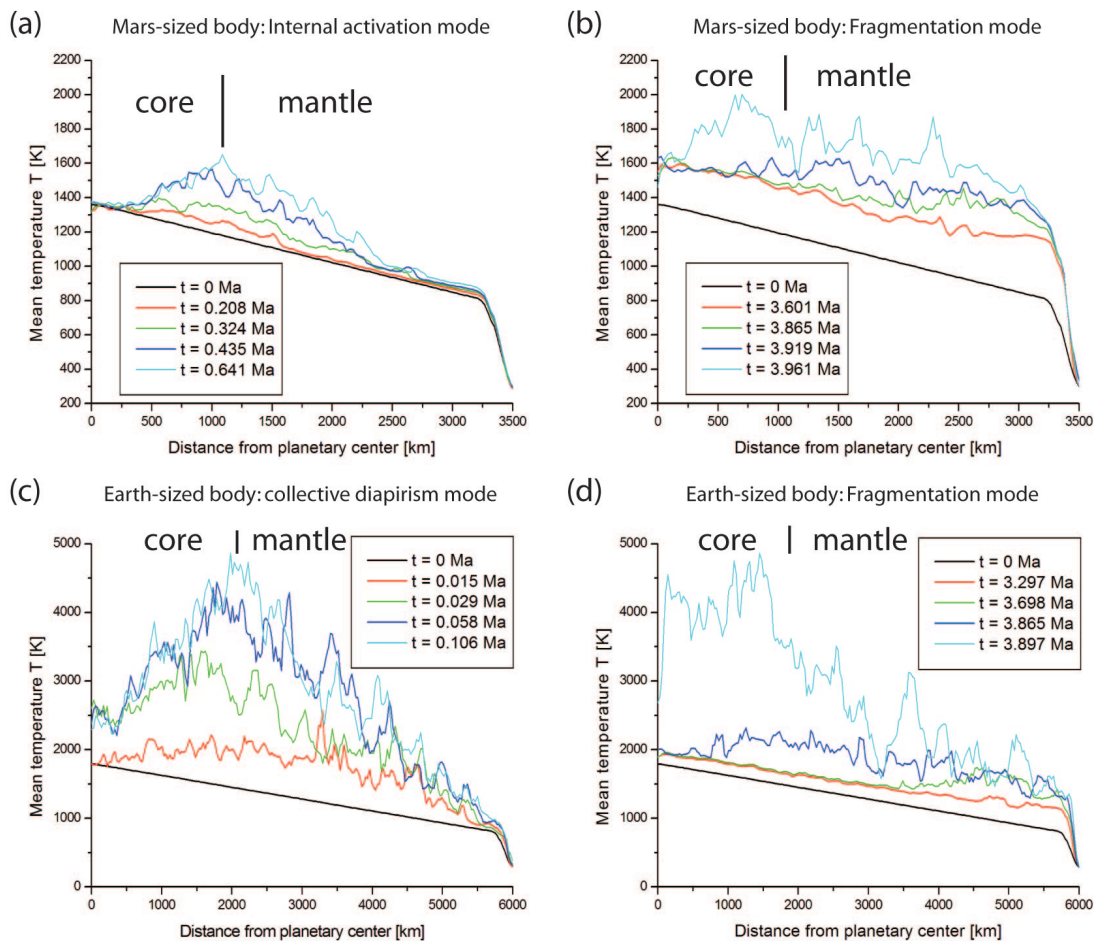 (a)
Mars-sized body: Internal activation mode
core
mantle
Mean temperature T [K]
2200
2000
1800
1600
1400
1200
1000
800
600
400
200
t = 0 Ma
t = 0.208 Ma
t = 0.324 Ma
t = 0.435 Ma
t = 0.641 Ma
0 500 1000 1500 2000 2500 3000 3500
Distance from planetary center [km]
(b)
Mars-sized body: Fragmentation mode
core
mantle
Mean temperature T [K]
2200
2000
1800
1600
1400
1200
1000
800
600
400
200
t = 0 Ma
t = 3.601 Ma
t = 3.865 Ma
t = 3.919 Ma
t = 3.961 Ma
0 500 1000 1500 2000 2500 3000 3500
Distance from planetary center [km]
(c)
Earth-sized body: collective diapirism mode
core
mantle
Mean temperature T [K]
5000
4000
3000
2000
1000
0
t = 0 Ma
t = 0.015 Ma
t = 0.029 Ma
t = 0.058 Ma
t = 0.106 Ma
0 1000 2000 3000 4000 5000 6000
Distance from planetary center [km]
(d)
Earth-sized body: Fragmentation mode
core
mantle
Mean temperature T [K]
5000
4000
3000
2000
1000
0
t = 0 Ma
t = 3.297 Ma
t = 3.698 Ma
t = 3.865 Ma
t = 3.897 Ma
0 1000 2000 3000 4000 5000 6000
Distance from planetary center [km]